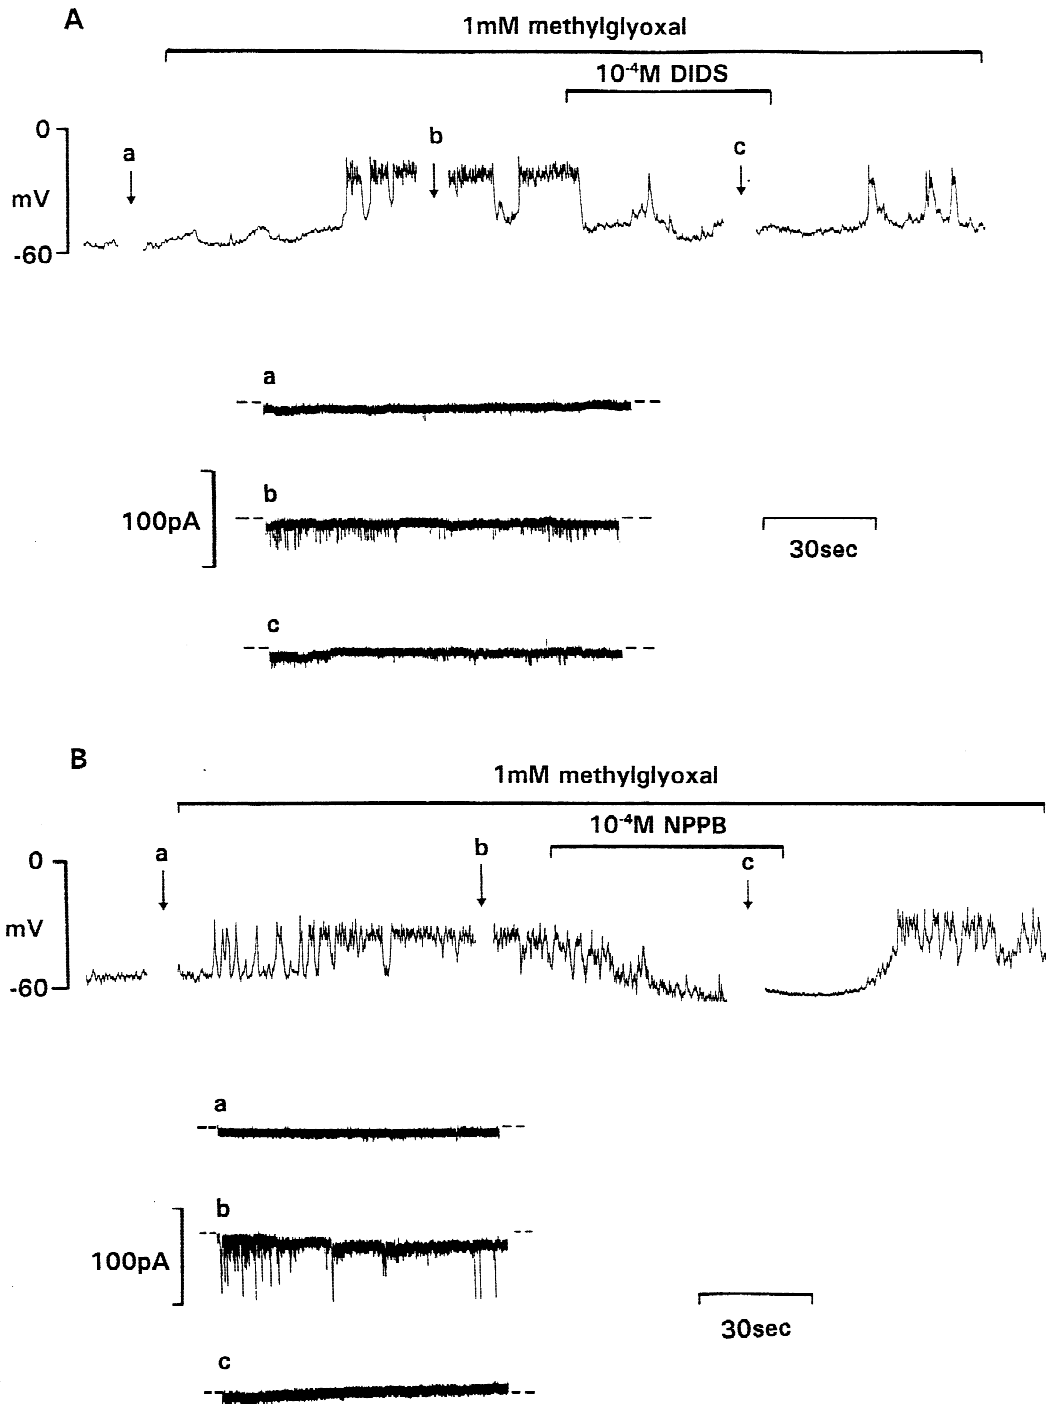 A
1mM methylglyoxal
10⁻⁴M DIDS
0
mV
-60
a
b
c
a
b
100pA
30sec
c
B
1mM methylglyoxal
10⁻⁴M NPPB
0
mV
-60
a
b
c
a
b
100pA
30sec
c